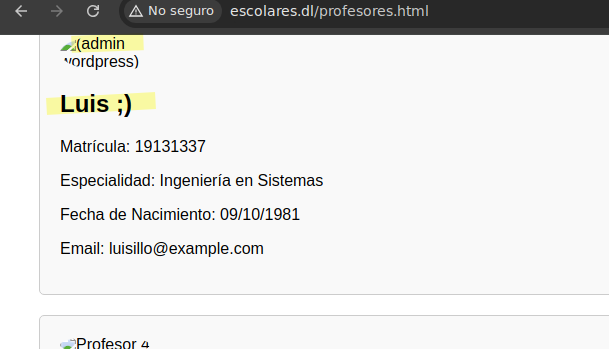 No seguro escolares.dl/profesores.html
(admin
wordpress)
Luis ;)
Matrícula: 19131337
Especialidad: Ingeniería en Sistemas
Fecha de Nacimiento: 09/10/1981
Email: luisillo@example.com
Profesor 4